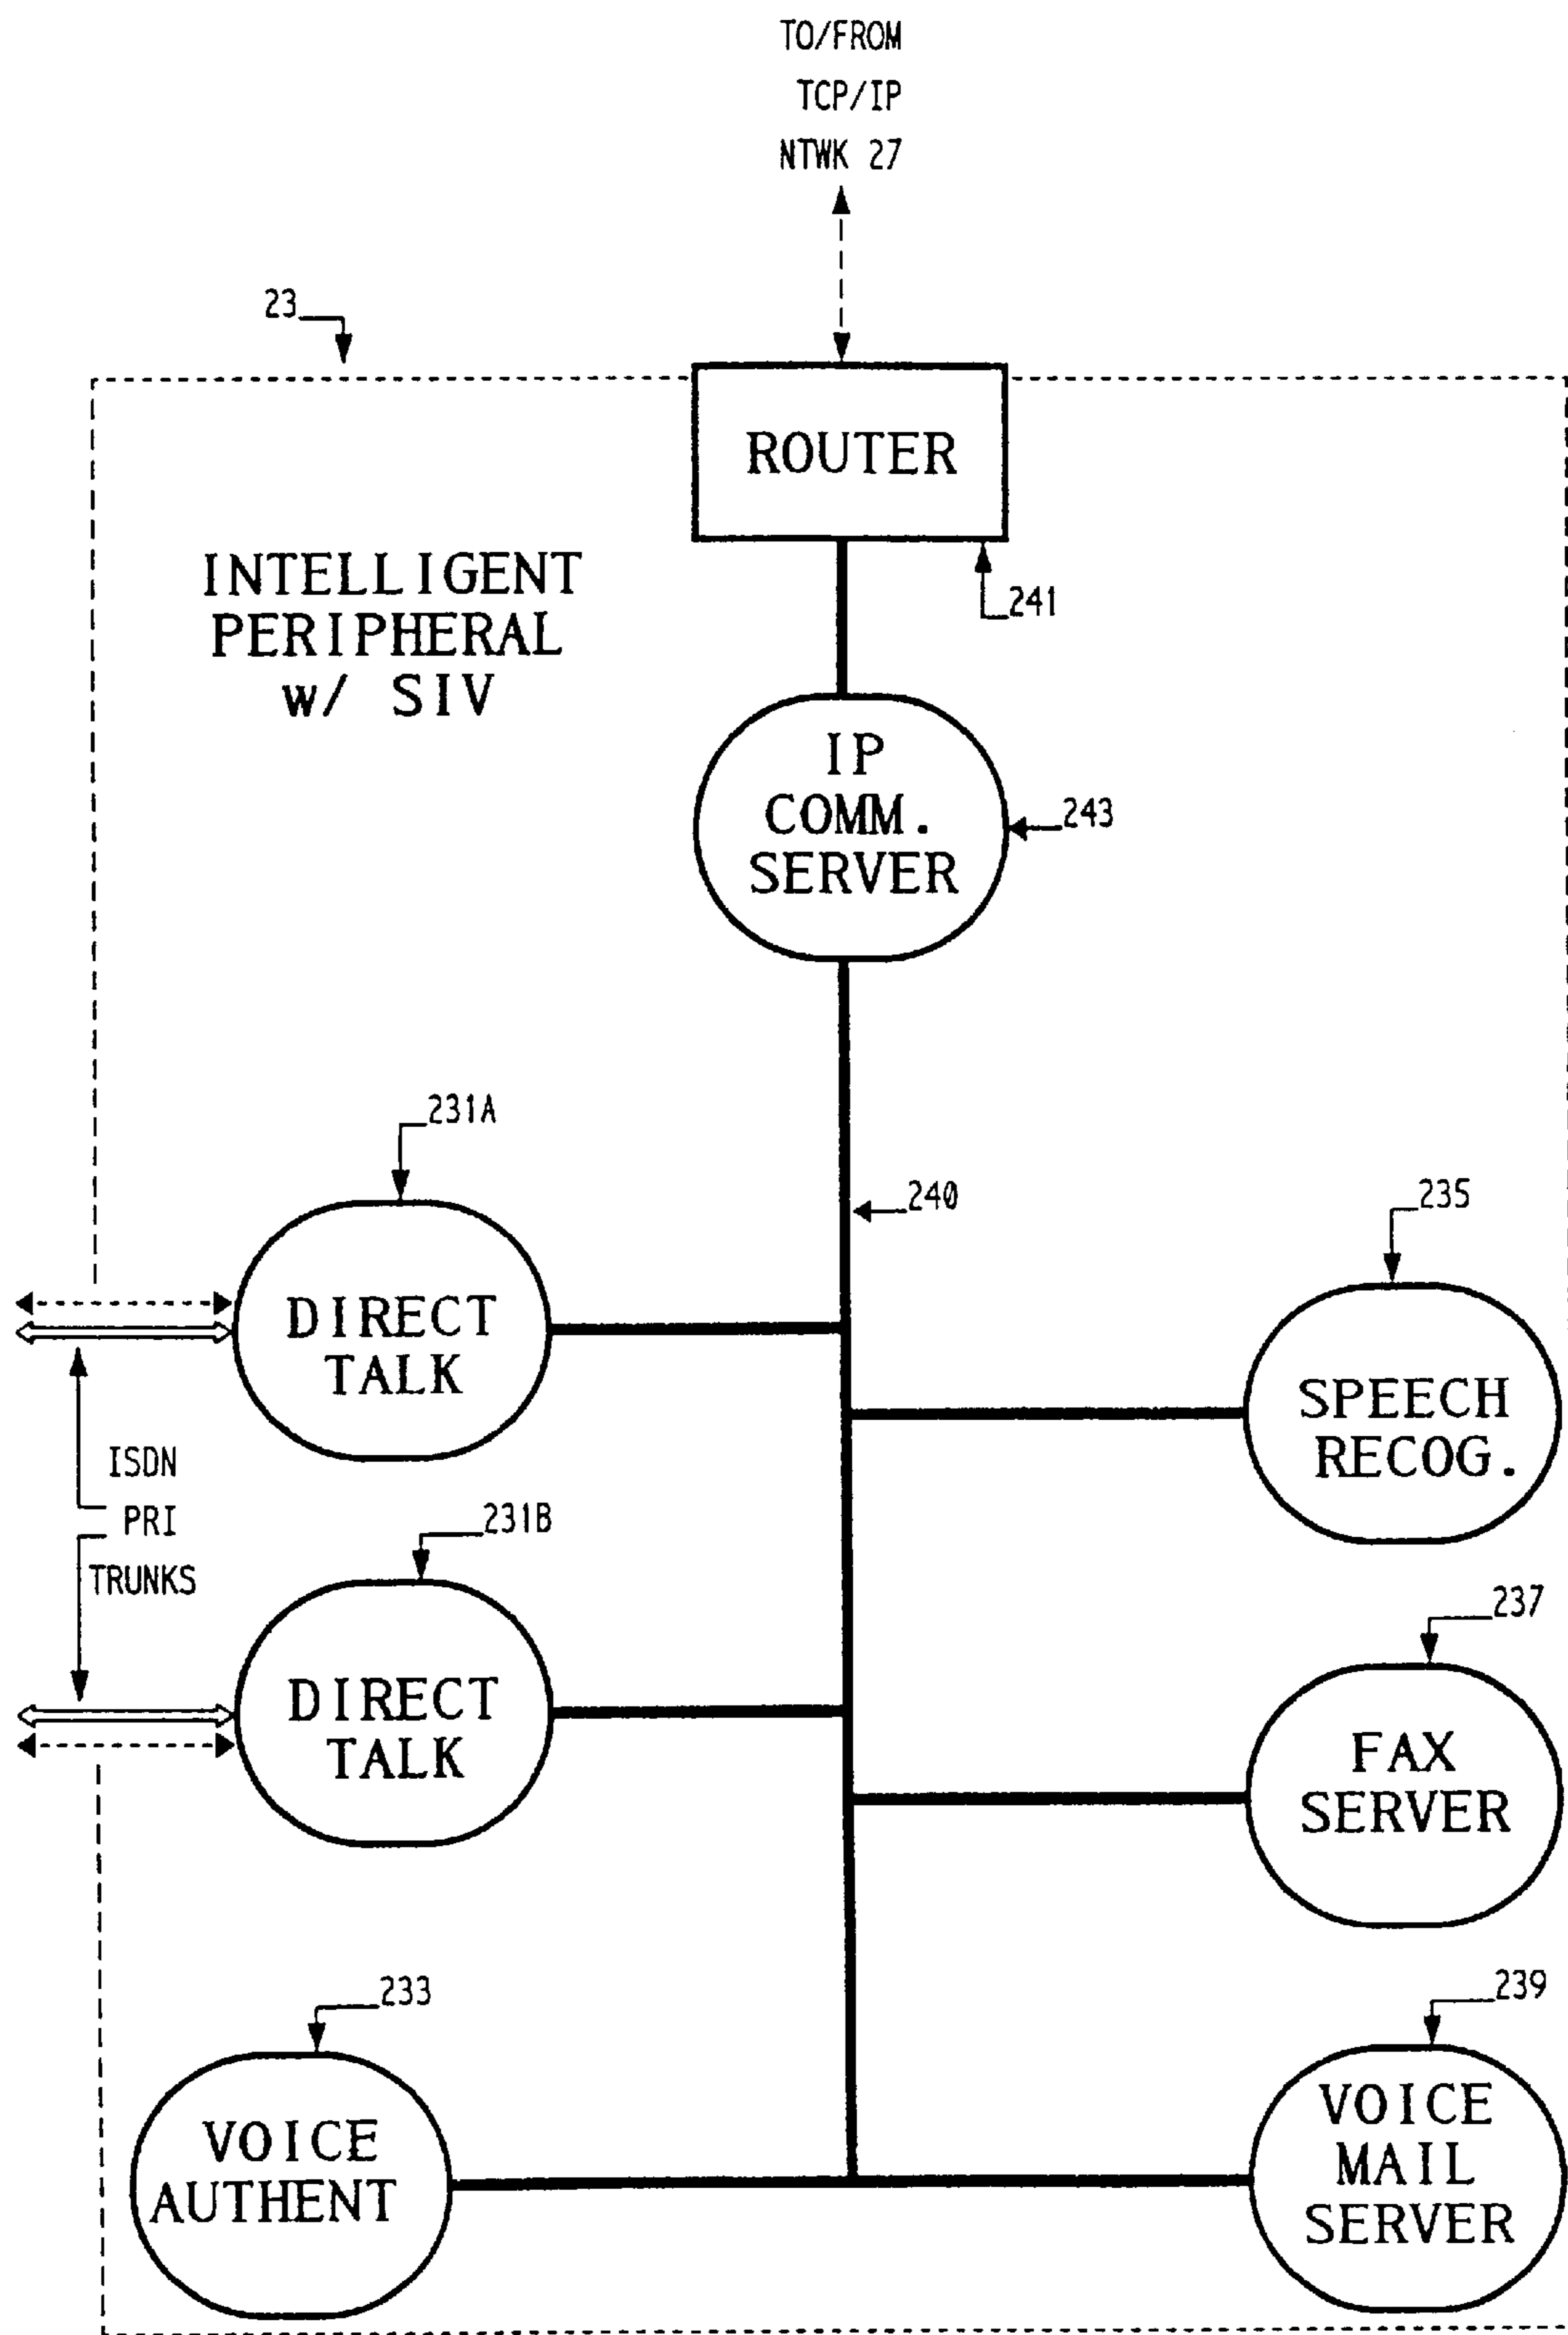 TO/FROM
TCP/IP
NTWK 27
23
ROUTER
INTELLIGENT
PERIPHERAL
w/ SIV
241
IP
COMM.
SERVER
243
231A
240
235
DIRECT
TALK
SPEECH
RECOG.
ISDN
PRI
TRUNKS
231B
237
DIRECT
TALK
FAX
SERVER
233
239
VOICE
AUTHENT
VOICE
MAIL
SERVER